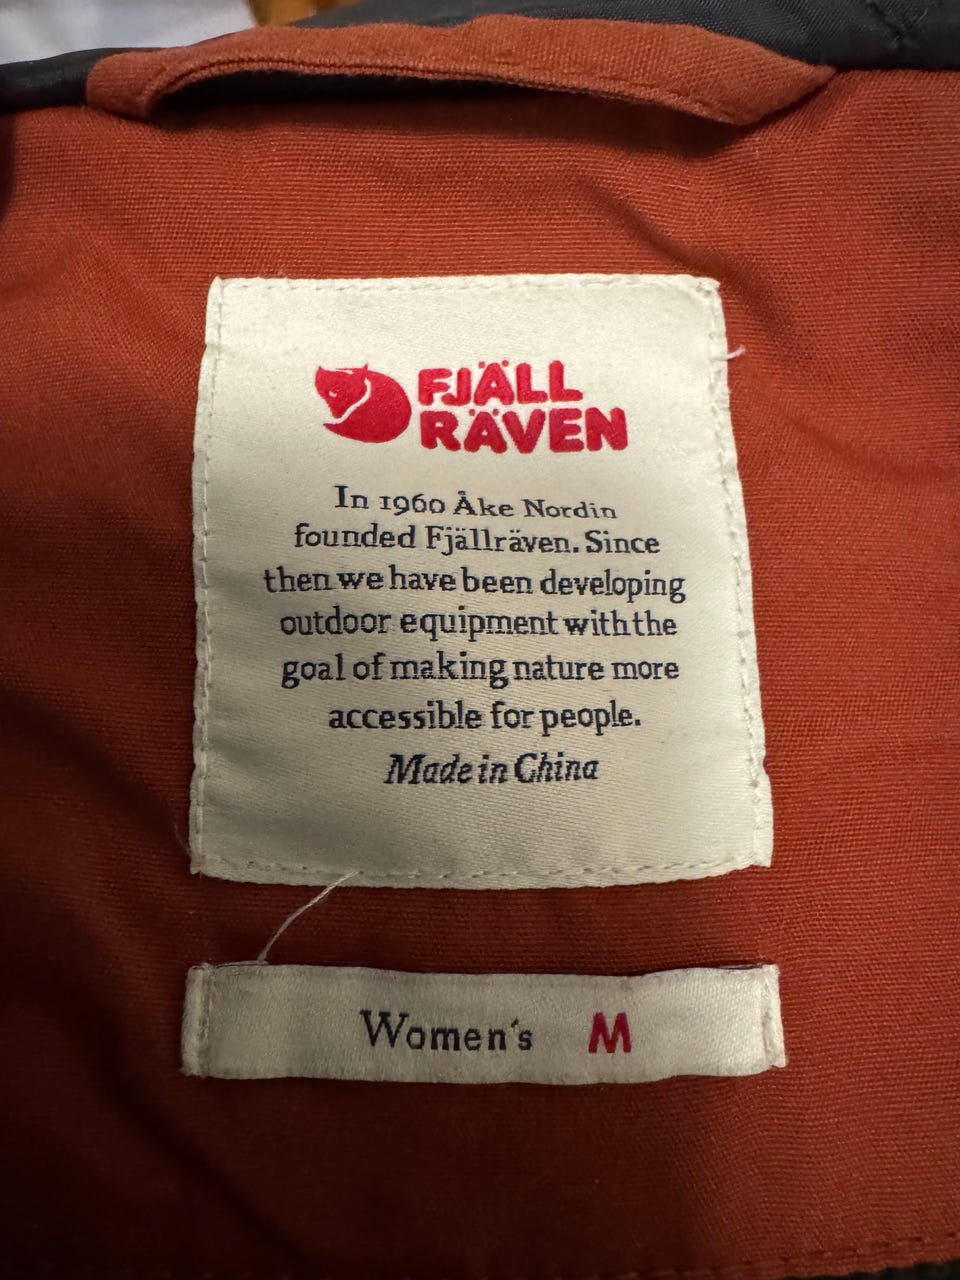 FJÄLL
RÄVEN
In 1960 Åke Nordin
founded Fjällräven. Since
then we have been developing
outdoor equipment with the
goal of making nature more
accessible for people.
Made in China
Women's M